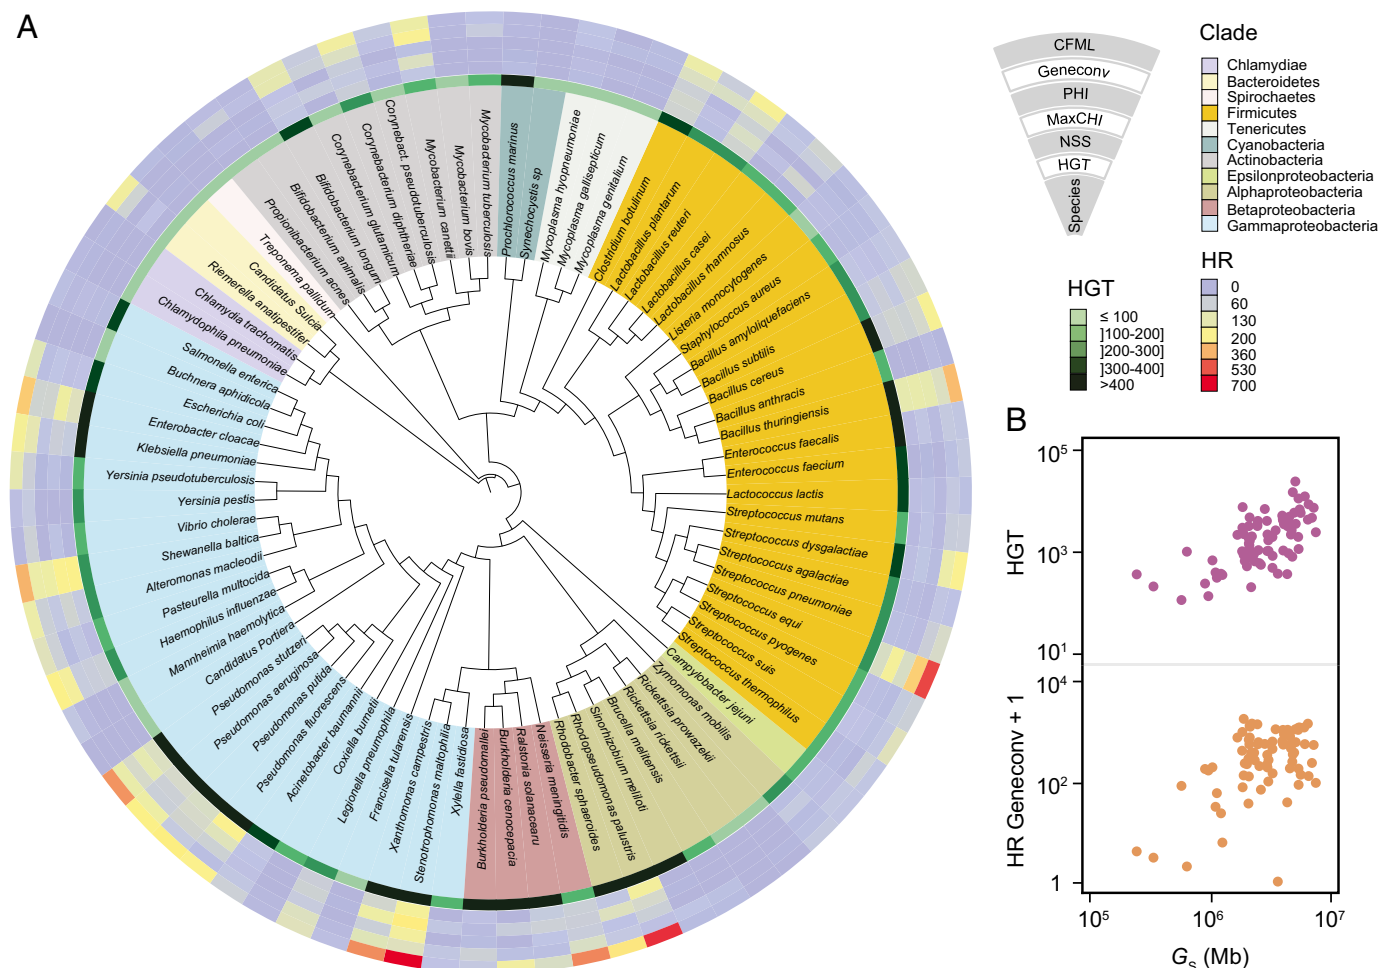 A
CFML
Geneconv
PHI
MaxCHI
NSS
HGT
Species
Clade
Chlamydiae
Bacteroidetes
Spirochaetes
Firmicutes
Tenericutes
Cyanobacteria
Actinobacteria
Epsilonproteobacteria
Alphaproteobacteria
Betaproteobacteria
Gammaproteobacteria
HGT
≤ 100
]100-200]
]200-300]
]300-400]
>400
HR
0
60
130
200
360
530
700
Mycobacterium tuberculosis
Prochlorococcus marinus
Synechocystis sp
Mycoplasma hyopneumoniae
Mycoplasma gallisepticum
Mycoplasma genitalium
Clostridium botulinum
Lactobacillus plantarum
Lactobacillus reuteri
Lactobacillus casei
Lactobacillus rhamnosus
Listeria monocytogenes
Staphylococcus aureus
Bacillus amyloliquefaciens
Bacillus subtilis
Bacillus cereus
Bacillus anthracis
Bacillus thuringiensis
Enterococcus faecalis
Enterococcus faecium
Lactococcus lactis
Streptococcus mutans
Streptococcus dysgalactiae
Streptococcus agalactiae
Streptococcus pneumoniae
Streptococcus equi
Streptococcus pyogenes
Streptococcus suis
Streptococcus thermophilus
Campylobacter jejuni
Zymomonas mobilis
Rickettsia prowazekii
Rickettsia rickettsii
Brucella melitensis
Sinorhizobium meliloti
Rhodopseudomonas palustris
Rhodobacter sphaeroides
Neisseria meningitidis
Ralstonia solanacearu
Burkholderia cenocepacia
Burkholderia pseudomallei
Xylella fastidiosa
Stenotrophomonas maltophilia
Xanthomonas campestris
Francisella tularensis
Legionella pneumophila
Coxiella burnetii
Acinetobacter baumannii
Pseudomonas fluorescens
Pseudomonas putida
Pseudomonas aeruginosa
Pseudomonas stutzeri
Candidatus Portiera
Mannheimia haemolytica
Haemophilus influenzae
Pasteurella multocida
Alteromonas macleodii
Shewanella baltica
Vibrio cholerae
Yersinia pestis
Yersinia pseudotuberculosis
Klebsiella pneumoniae
Enterobacter cloacae
Escherichia coli
Buchnera aphidicola
Salmonella enterica
Chlamydophila pneumoniae
Chlamydia trachomatis
Riemerella anatipestifer
Candidatus Sulcia
Treponema pallidum
Propionibacterium acnes
Bifidobacterium animalis
Bifidobacterium longum
Corynebacterium glutamicum
Corynebacterium diphtheriae
Corynebact. pseudotuberculosis
Mycobacterium canettii
Mycobacterium bovis
B
HGT
10⁵
10³
10¹
HR Geneconv + 1
10⁴
10²
1
10⁵
10⁶
10⁷
Gₛ (Mb)